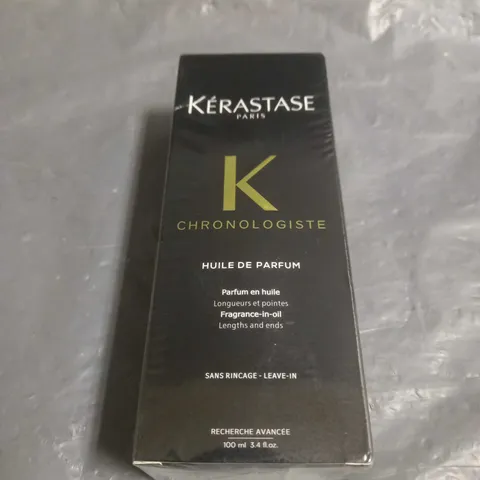 KÉRASTASE
PARIS
K
CHRONOLOGISTE
HUILE DE PARFUM
Parfum en huile
Longueurs et pointes
Fragrance-in-oil
Lengths and ends
SANS RINCAGE - LEAVE-IN
RECHERCHE AVANCÉE
100 ml 3.4 fl.oz.